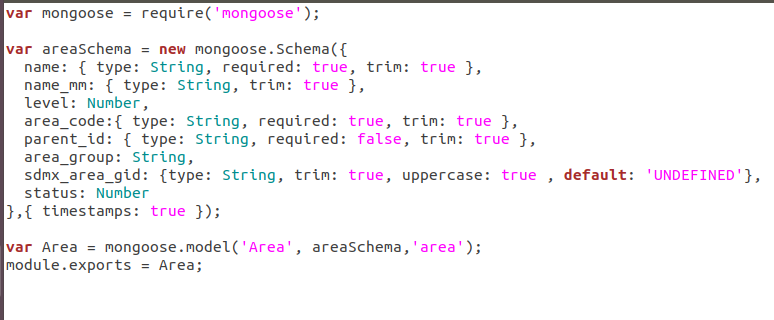 var mongoose = require('mongoose');

var areaSchema = new mongoose.Schema({
  name: { type: String, required: true, trim: true },
  name_mm: { type: String, trim: true },
  level: Number,
  area_code:{ type: String, required: true, trim: true },
  parent_id: { type: String, required: false, trim: true },
  area_group: String,
  sdmx_area_gid: {type: String, trim: true, uppercase: true , default: 'UNDEFINED'},
  status: Number
},{ timestamps: true });

var Area = mongoose.model('Area', areaSchema,'area');
module.exports = Area;